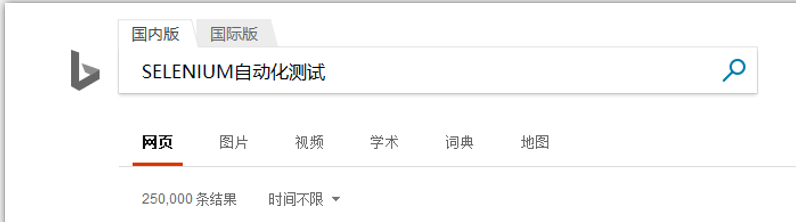 国内版 国际版
SELENIUM自动化测试
网页 图片 视频 学术 词典 地图
250,000 条结果 时间不限